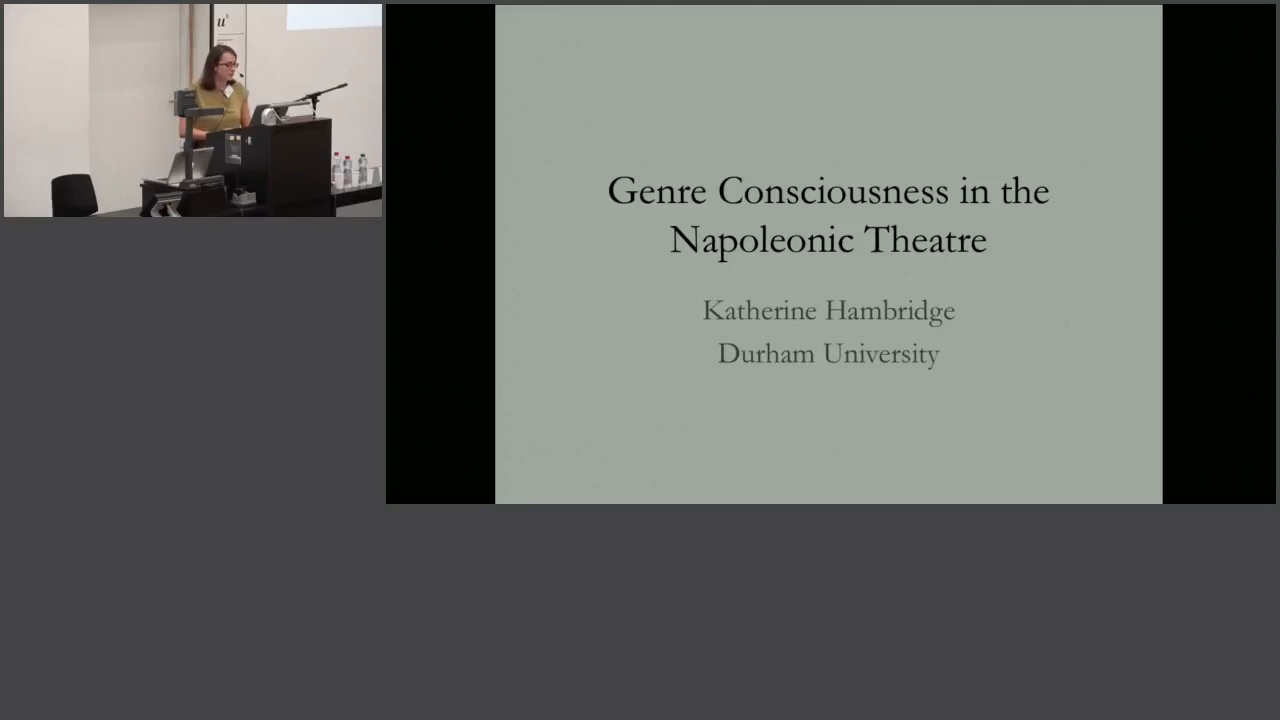 u
b
Genre Consciousness in the
Napoleonic Theatre
Katherine Hambridge
Durham University